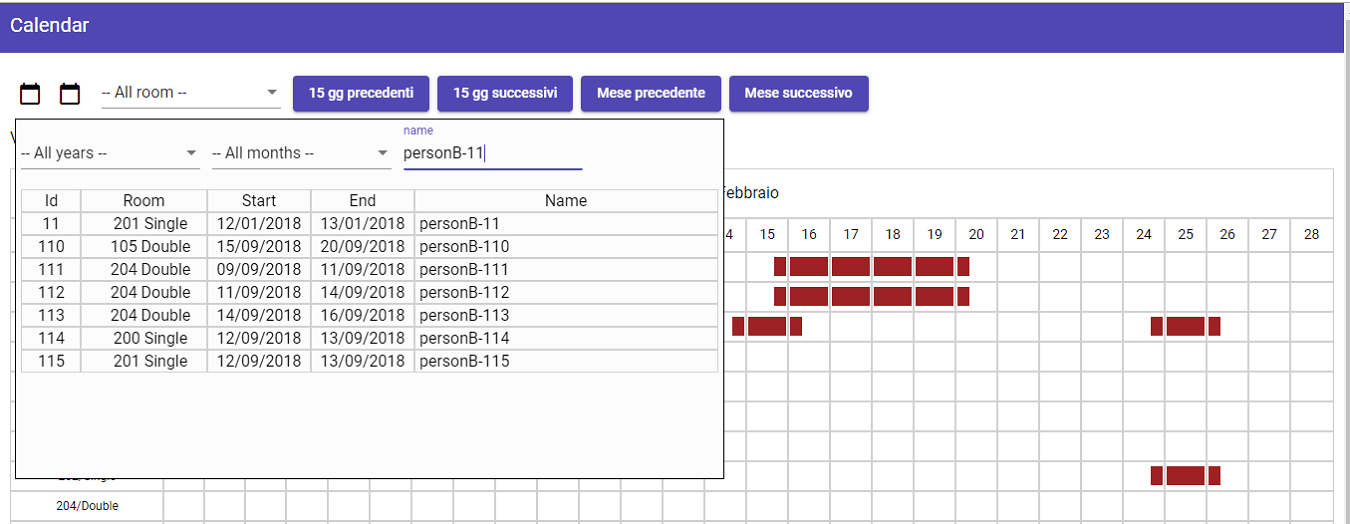 Calendar
-- All room -- 15 gg precedenti 15 gg successivi Mese precedente Mese successivo
name
-- All years -- -- All months -- personB-11
Id Room Start End Name
11 201 Single 12/01/2018 13/01/2018 personB-11
110 105 Double 15/09/2018 20/09/2018 personB-110
111 204 Double 09/09/2018 11/09/2018 personB-111
112 204 Double 11/09/2018 14/09/2018 personB-112
113 204 Double 14/09/2018 16/09/2018 personB-113
114 200 Single 12/09/2018 13/09/2018 personB-114
115 201 Single 12/09/2018 13/09/2018 personB-115
Febbraio
4 15 16 17 18 19 20 21 22 23 24 25 26 27 28
204/Double